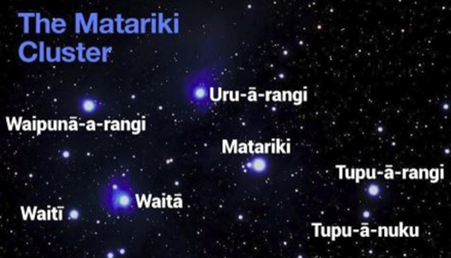 The Matariki
Cluster
Uru-ā-rangi
Waipunā-a-rangi
Matariki
Tupu-ā-rangi
Waitā
Waitī
Tupu-ā-nuku